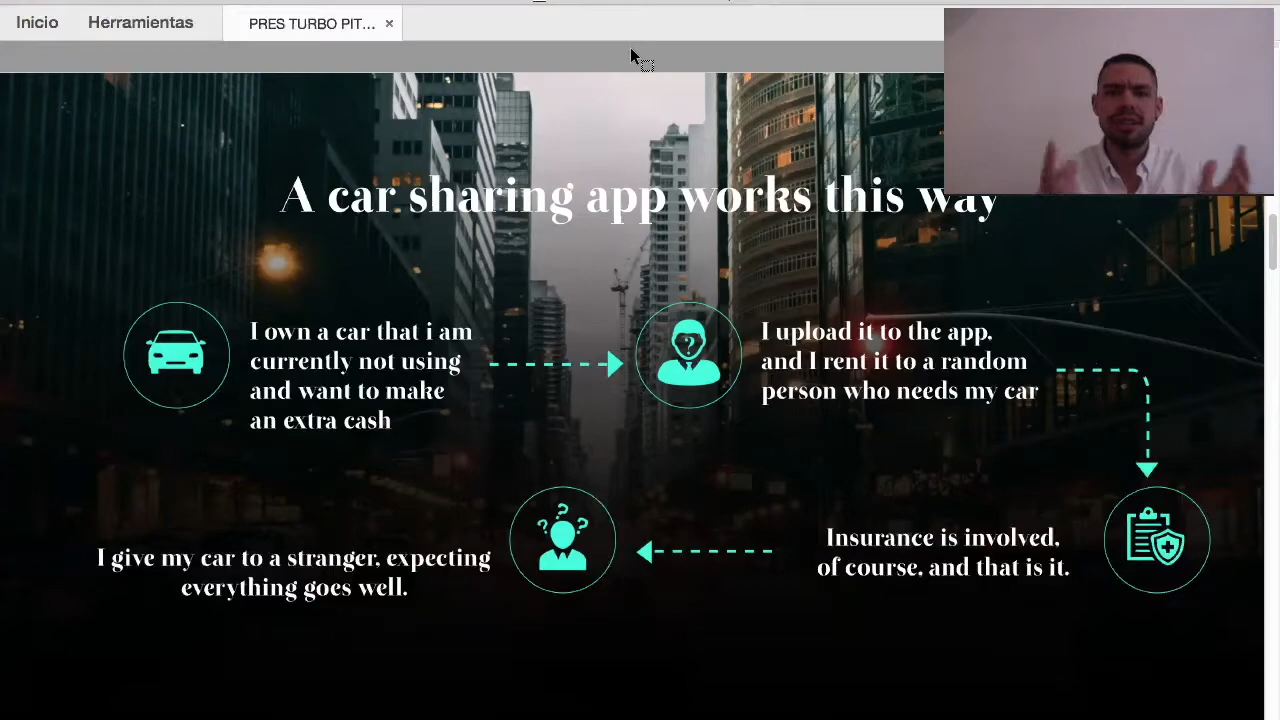 Inicio
Herramientas
PRES TURBO PIT...
A car sharing app works this way
I own a car that i am
currently not using
and want to make
an extra cash
I upload it to the app,
and I rent it to a random
person who needs my car
Insurance is involved,
of course, and that is it.
I give my car to a stranger, expecting
everything goes well.